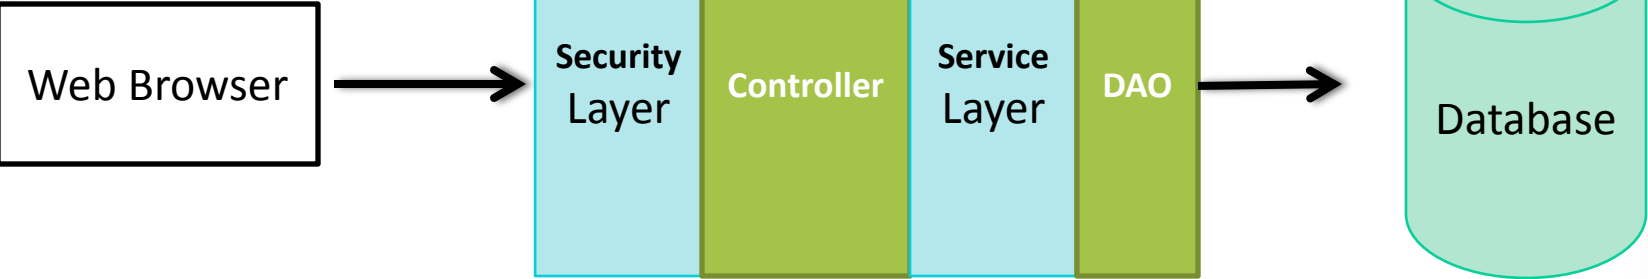 Web Browser
Security
Layer
Controller
Service
Layer
DAO
Database